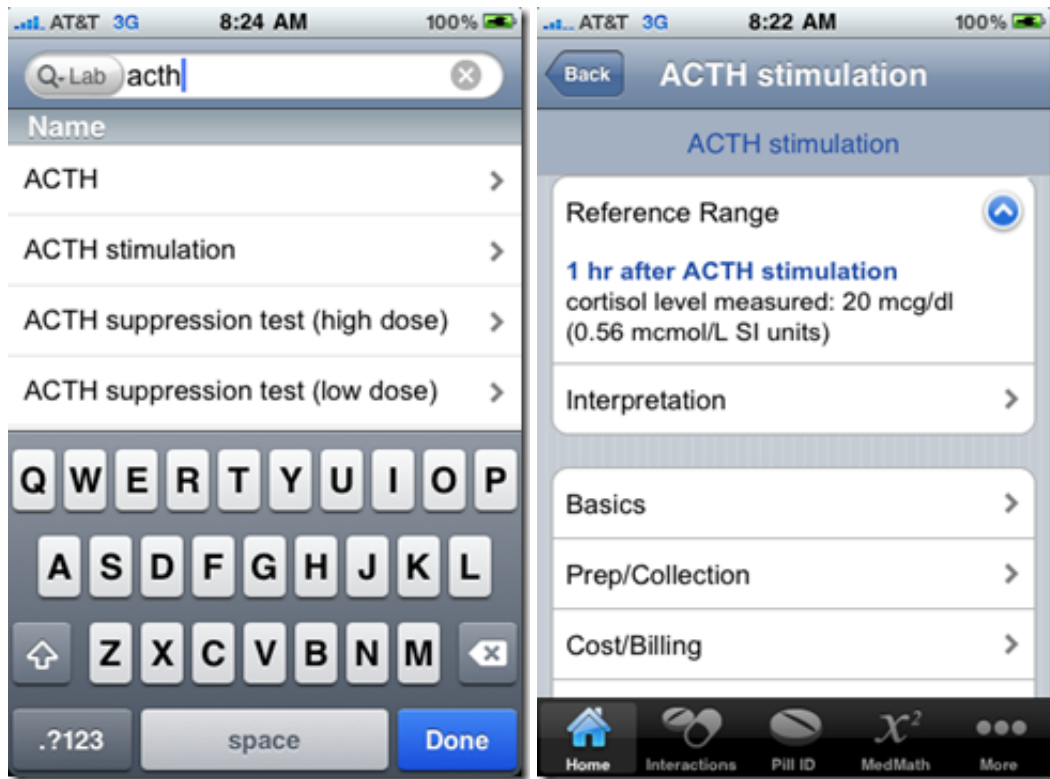 AT&T 3G 8:24 AM 100%
Lab acth
Name
ACTH
ACTH stimulation
ACTH suppression test (high dose)
ACTH suppression test (low dose)
Q W E R T Y U I O P
A S D F G H J K L
Z X C V B N M
.?123 space Done
AT&T 3G 8:22 AM 100%
Back ACTH stimulation
ACTH stimulation
Reference Range
1 hr after ACTH stimulation
cortisol level measured: 20 mcg/dl
(0.56 mcmol/L SI units)
Interpretation
Basics
Prep/Collection
Cost/Billing
X²
Home Interactions Pill ID MedMath More